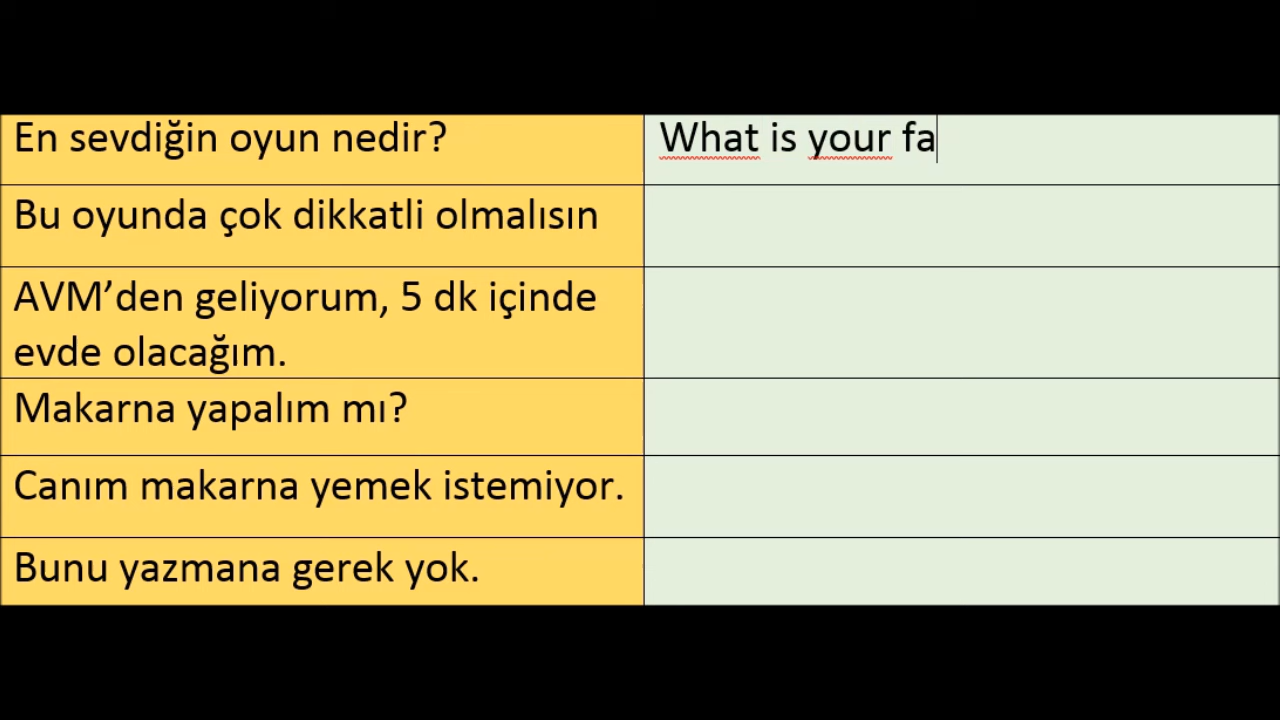 En sevdiğin oyun nedir?
What is your fa
Bu oyunda çok dikkatli olmalısın
AVM’den geliyorum, 5 dk içinde
evde olacağım.
Makarna yapalım mı?
Canım makarna yemek istemiyor.
Bunu yazmana gerek yok.